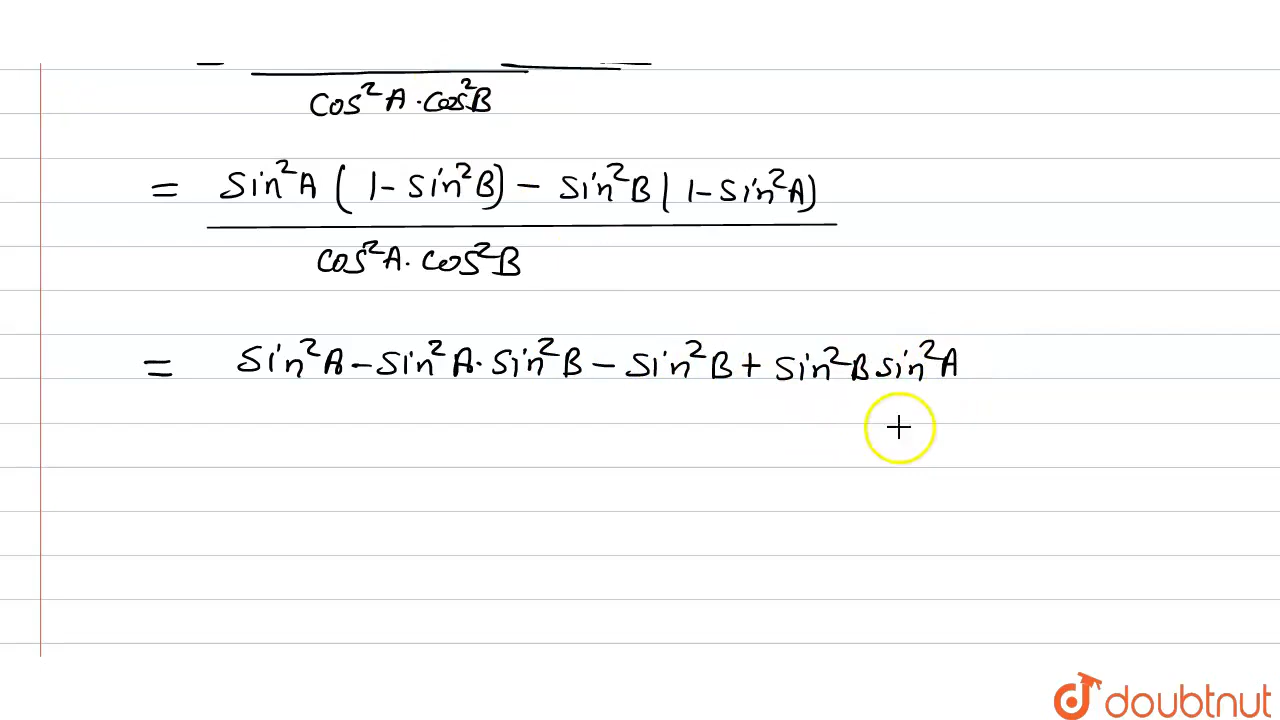 cos²A · cos²B
= sin²A ( 1 - sin²B) - sin²B ( 1 - sin²A)
cos²A · cos²B
= sin²A - sin²A · sin²B - sin²B + sin²B sin²A
doubtnut